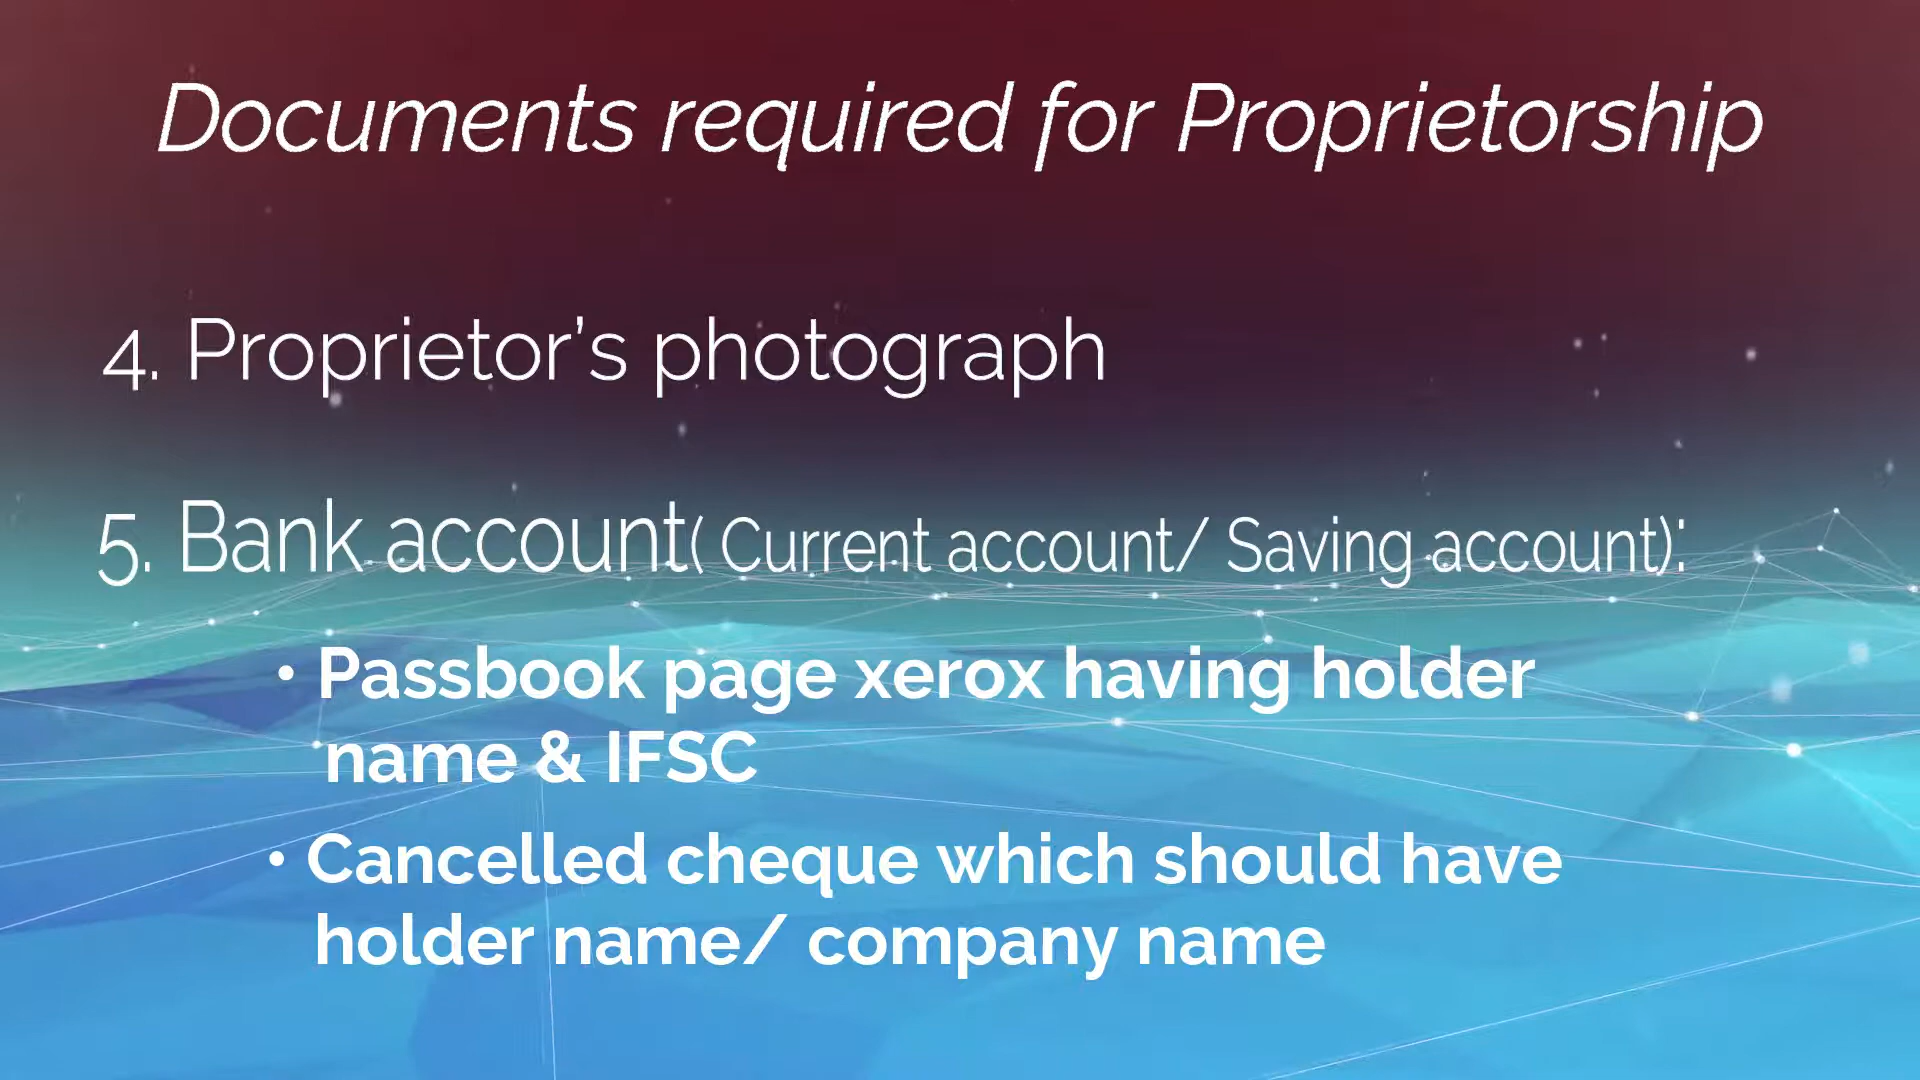 Documents required for Proprietorship
4. Proprietor’s photograph
5. Bank account( Current account/ Saving account):
• Passbook page xerox having holder
name & IFSC
• Cancelled cheque which should have
holder name/ company name